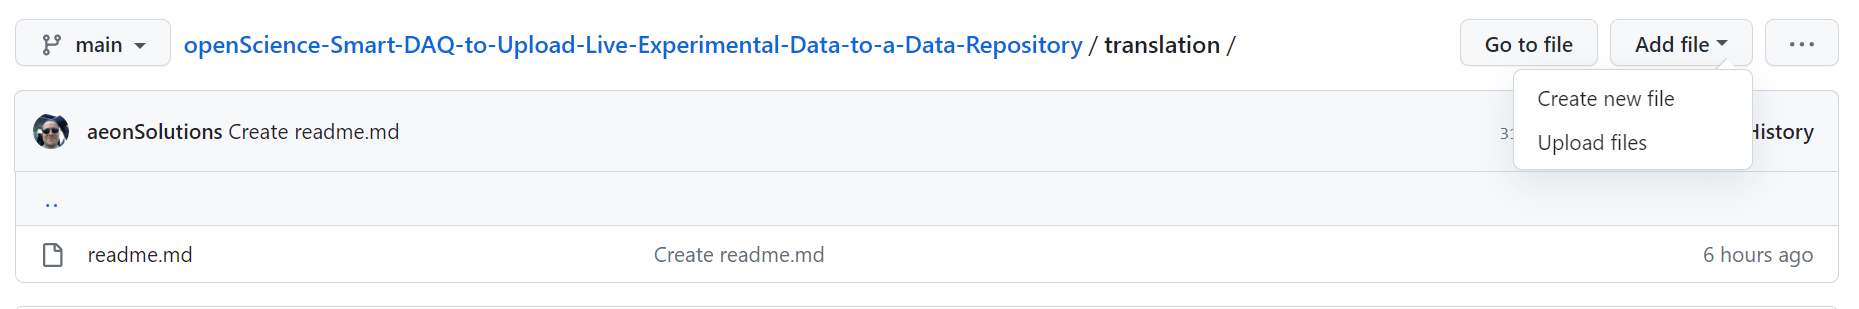 main openScience-Smart-DAQ-to-Upload-Live-Experimental-Data-to-a-Data-Repository / translation / Go to file Add file ...
Create new file
aeonSolutions Create readme.md History
Upload files
..
readme.md Create readme.md 6 hours ago